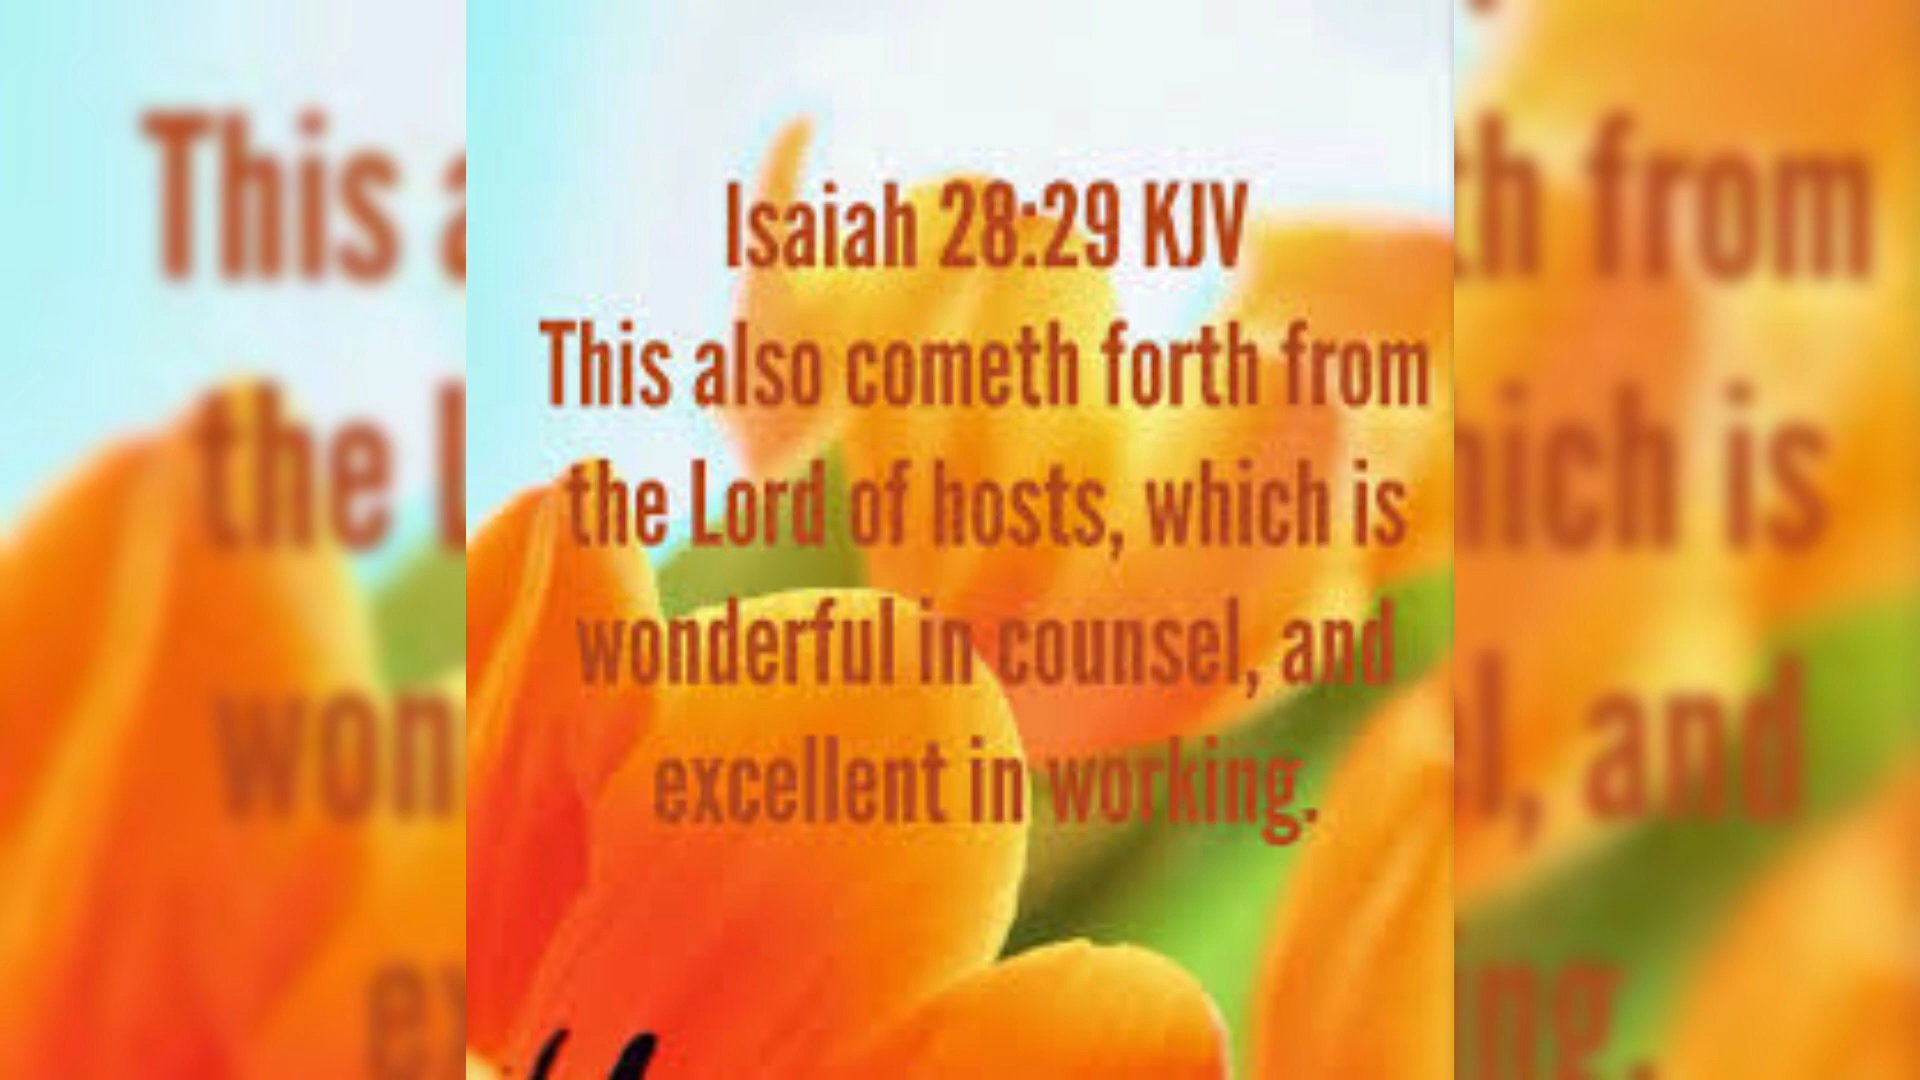 Isaiah 28:29 KJV
This also cometh forth from
the Lord of hosts, which is
wonderful in counsel, and
excellent in working.